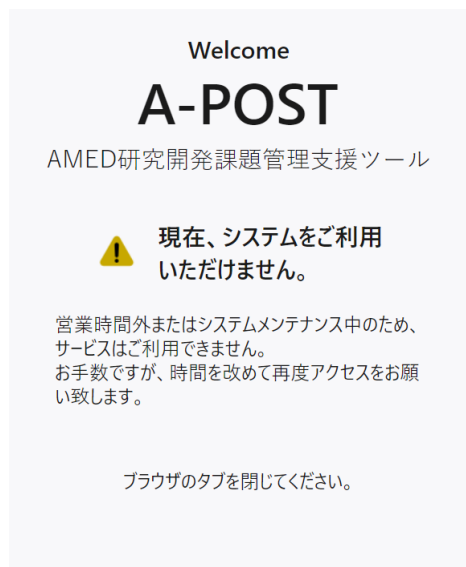 Welcome
A-POST
AMED研究開発課題管理支援ツール
現在、システムをご利用
いただけません。
営業時間外またはシステムメンテナンス中のため、
サービスはご利用できません。
お手数ですが、時間を改めて再度アクセスをお願
い致します。
ブラウザのタブを閉じてください。